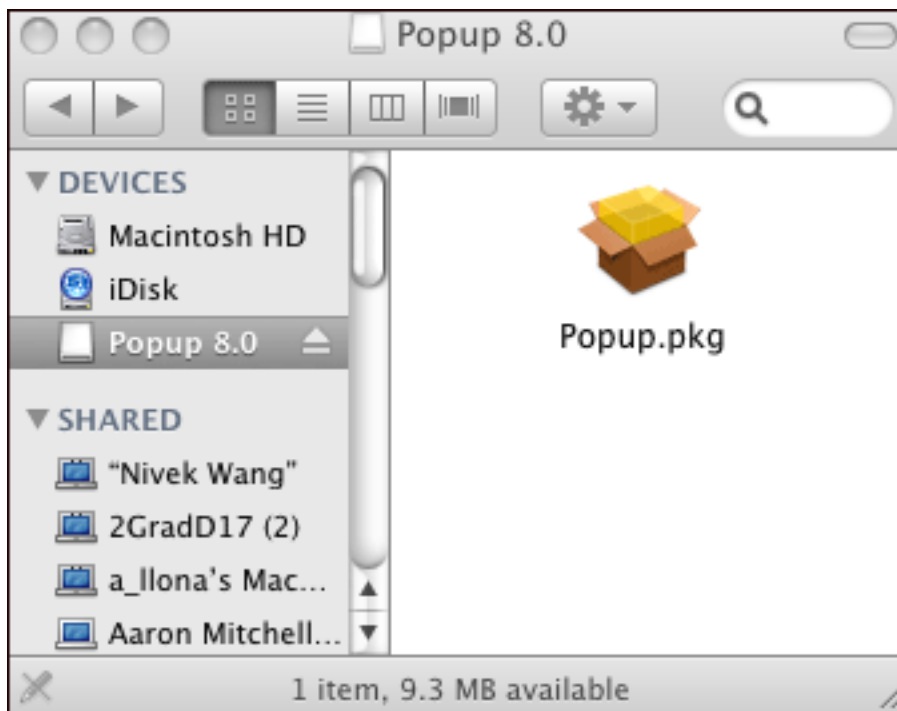 Popup 8.0
DEVICES
Macintosh HD
iDisk
Popup 8.0
SHARED
“Nivek Wang”
2GradD17 (2)
a_llona’s Mac...
Aaron Mitchell...
Popup.pkg
1 item, 9.3 MB available